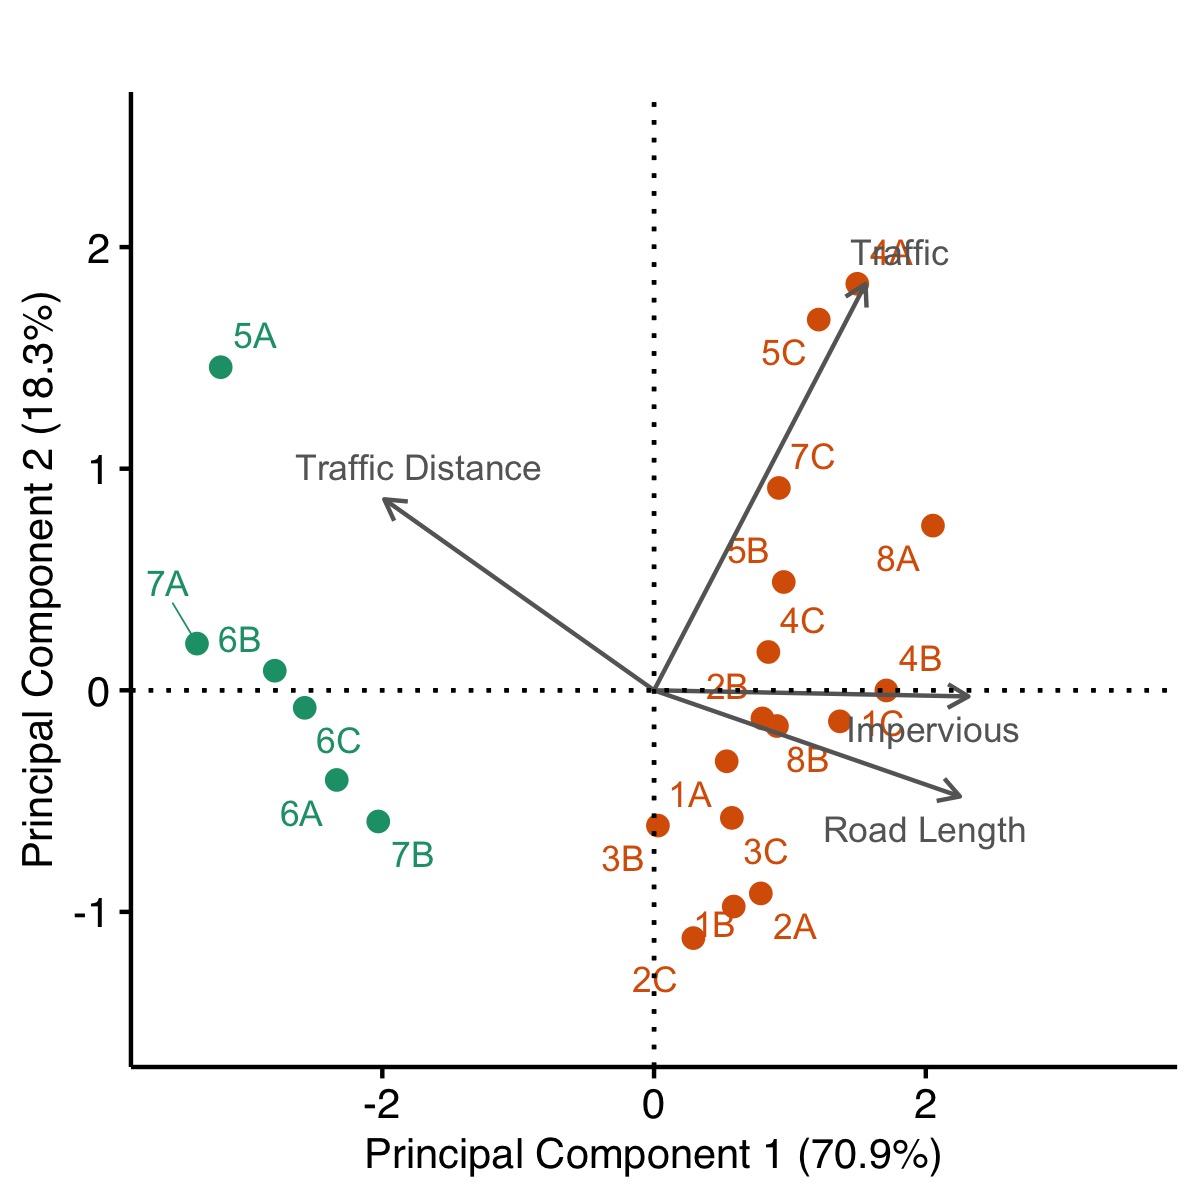 2
1
0
-1
-2
0
2
Principal Component 2 (18.3%)
Principal Component 1 (70.9%)
4A
Traffic
5A
5C
Traffic Distance
7C
5B
8A
7A
6B
4C
4B
2B
1C
Impervious
6C
8B
1A
6A
Road Length
7B
3B
3C
1B
2A
2C